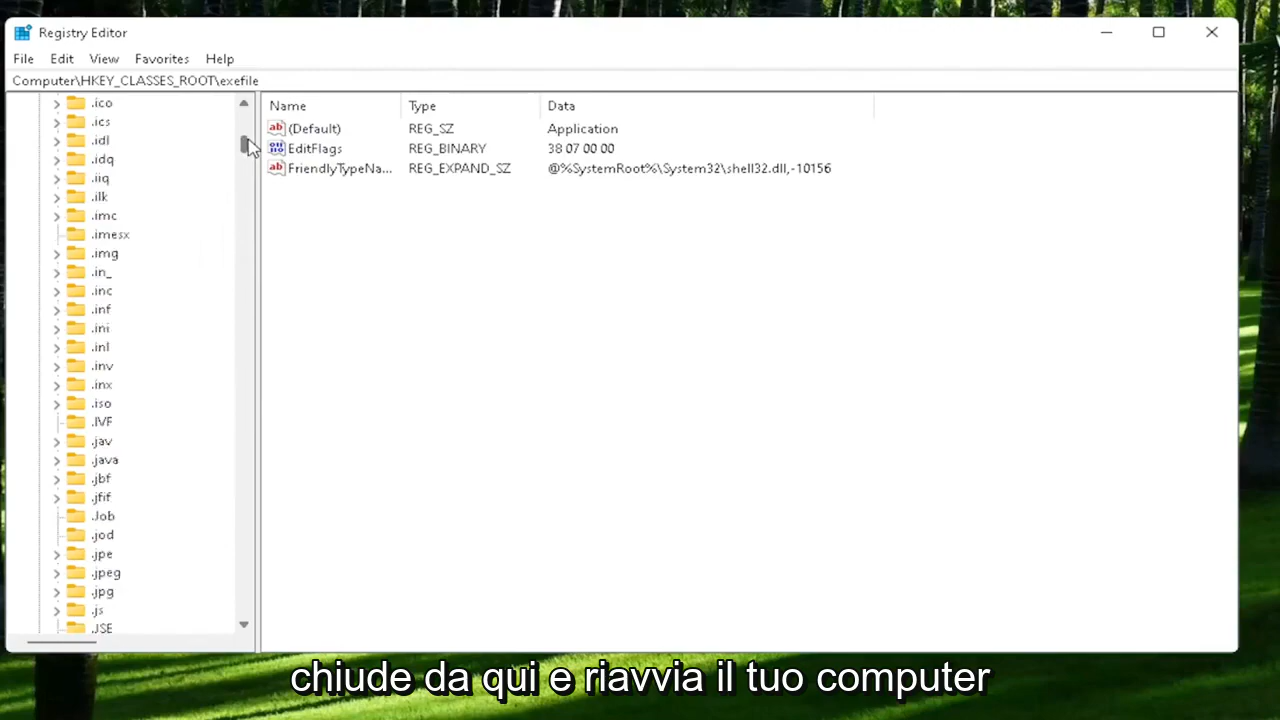 Registry Editor
File Edit View Favorites Help
Computer\HKEY_CLASSES_ROOT\exefile
.ico
.ics
.idl
.idq
.iiq
.ilk
.imc
.imesx
.img
.in_
.inc
.inf
.ini
.inl
.inv
.inx
.iso
.IVF
.jav
.java
.jbf
.jfif
.Job
.jod
.jpe
.jpeg
.jpg
.js
.JSE
Name Type Data
(Default) REG_SZ Application
EditFlags REG_BINARY 38 07 00 00
FriendlyTypeNa... REG_EXPAND_SZ @%SystemRoot%\System32\shell32.dll,-10156
chiude da qui e riavvia il tuo computer